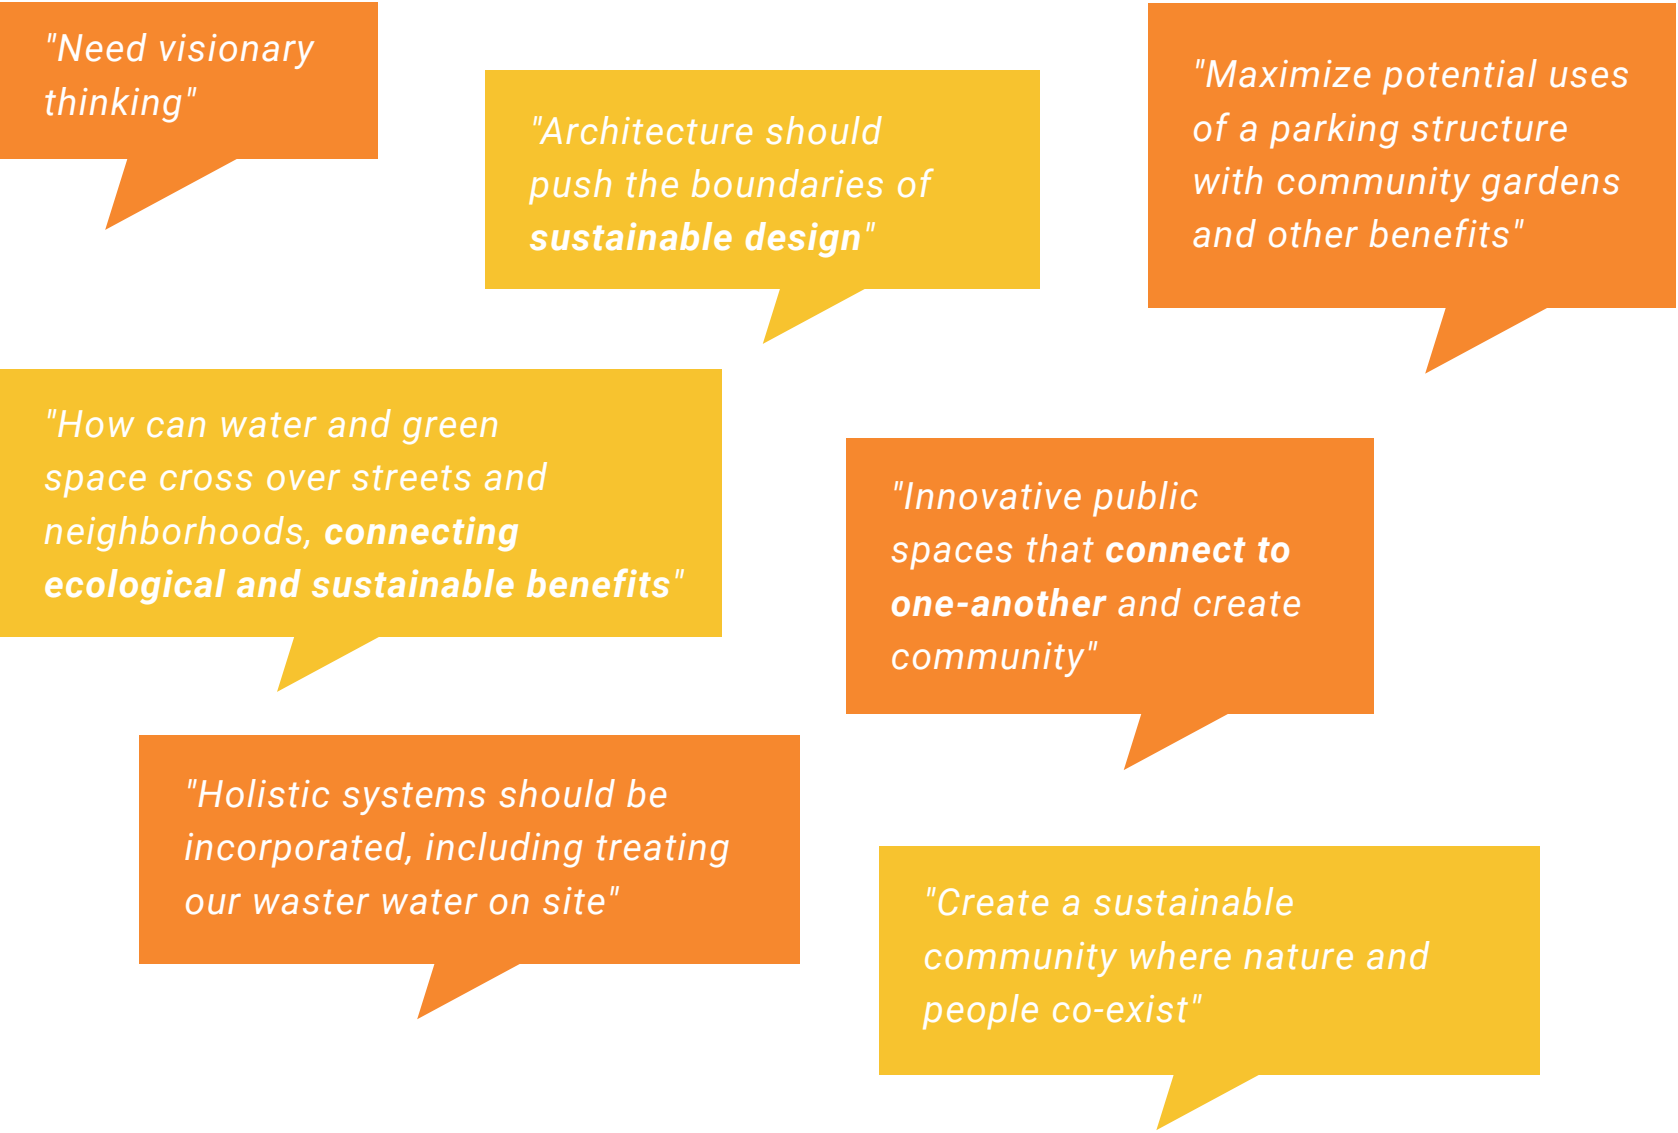 "Need visionary
thinking"
"Architecture should
push the boundaries of
sustainable design"
"Maximize potential uses
of a parking structure
with community gardens
and other benefits"
"How can water and green
space cross over streets and
neighborhoods, connecting
ecological and sustainable benefits"
"Innovative public
spaces that connect to
one-another and create
community"
"Holistic systems should be
incorporated, including treating
our waster water on site"
"Create a sustainable
community where nature and
people co-exist"